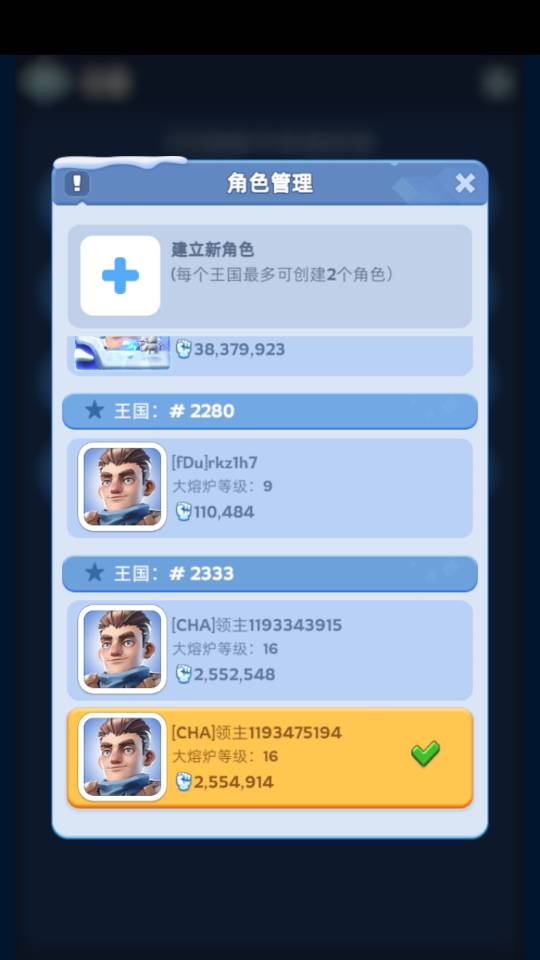 角色管理
建立新角色
(每个王国最多可创建2个角色)
38,379,923
王国: # 2280
[fDu]rkz1h7
大熔炉等级: 9
110,484
王国: # 2333
[CHA]领主1193343915
大熔炉等级: 16
2,552,548
[CHA]领主1193475194
大熔炉等级: 16
2,554,914